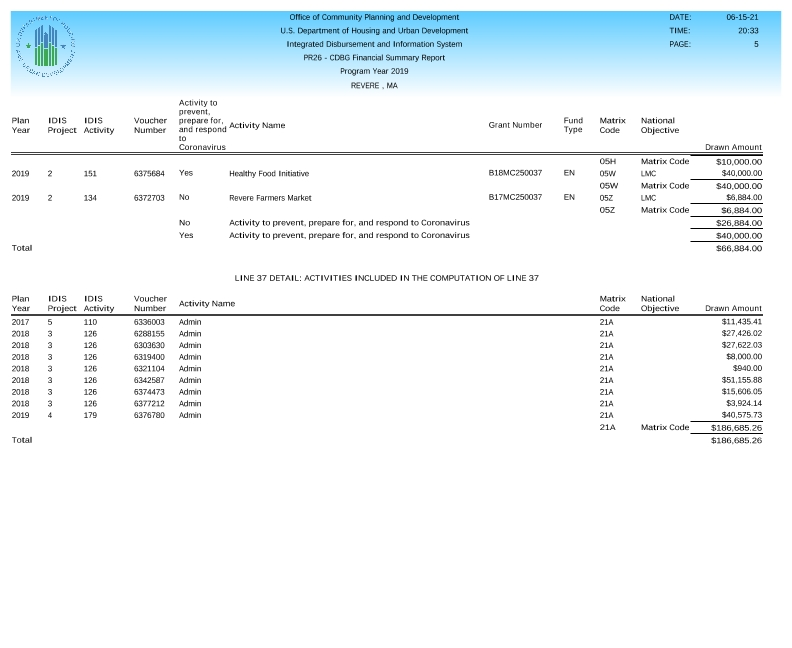 Office of Community Planning and Development DATE: 06-15-21
U.S. Department of Housing and Urban Development TIME: 20:33
Integrated Disbursement and Information System PAGE: 5
PR26 - CDBG Financial Summary Report
Program Year 2019
REVERE , MA
Plan Year IDIS Project IDIS Activity Voucher Number Activity to prevent, prepare for, and respond to Coronavirus Activity Name Grant Number Fund Type Matrix Code National Objective Drawn Amount
05H Matrix Code $10,000.00
2019 2 151 6375684 Yes Healthy Food Initiative B18MC250037 EN 05W LMC $40,000.00
05W Matrix Code $40,000.00
2019 2 134 6372703 No Revere Farmers Market B17MC250037 EN 05Z LMC $6,884.00
05Z Matrix Code $6,884.00
No Activity to prevent, prepare for, and respond to Coronavirus $26,884.00
Yes Activity to prevent, prepare for, and respond to Coronavirus $40,000.00
Total $66,884.00
LINE 37 DETAIL: ACTIVITIES INCLUDED IN THE COMPUTATION OF LINE 37
Plan Year IDIS Project IDIS Activity Voucher Number Activity Name Matrix Code National Objective Drawn Amount
2017 5 110 6336003 Admin 21A $11,435.41
2018 3 126 6288155 Admin 21A $27,426.02
2018 3 126 6303630 Admin 21A $27,622.03
2018 3 126 6319400 Admin 21A $8,000.00
2018 3 126 6321104 Admin 21A $940.00
2018 3 126 6342587 Admin 21A $51,155.88
2018 3 126 6374473 Admin 21A $15,606.05
2018 3 126 6377212 Admin 21A $3,924.14
2019 4 179 6376780 Admin 21A $40,575.73
21A Matrix Code $186,685.26
Total $186,685.26